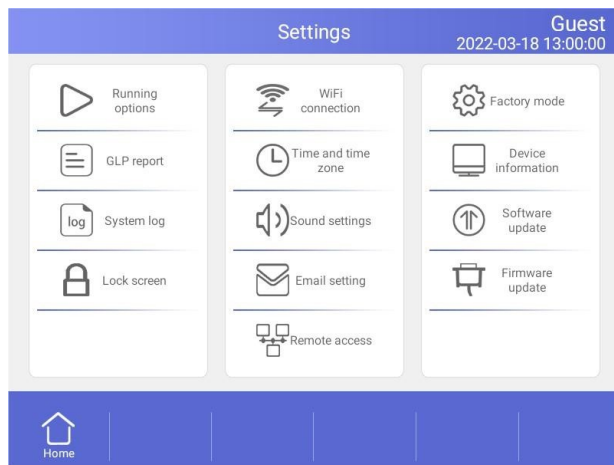 Settings
Guest
2022-03-18 13:00:00
Running
options
GLP report
log
System log
Lock screen
WiFi
connection
Time and time
zone
Sound settings
Email setting
Remote access
Factory mode
Device
information
Software
update
Firmware
update
Home